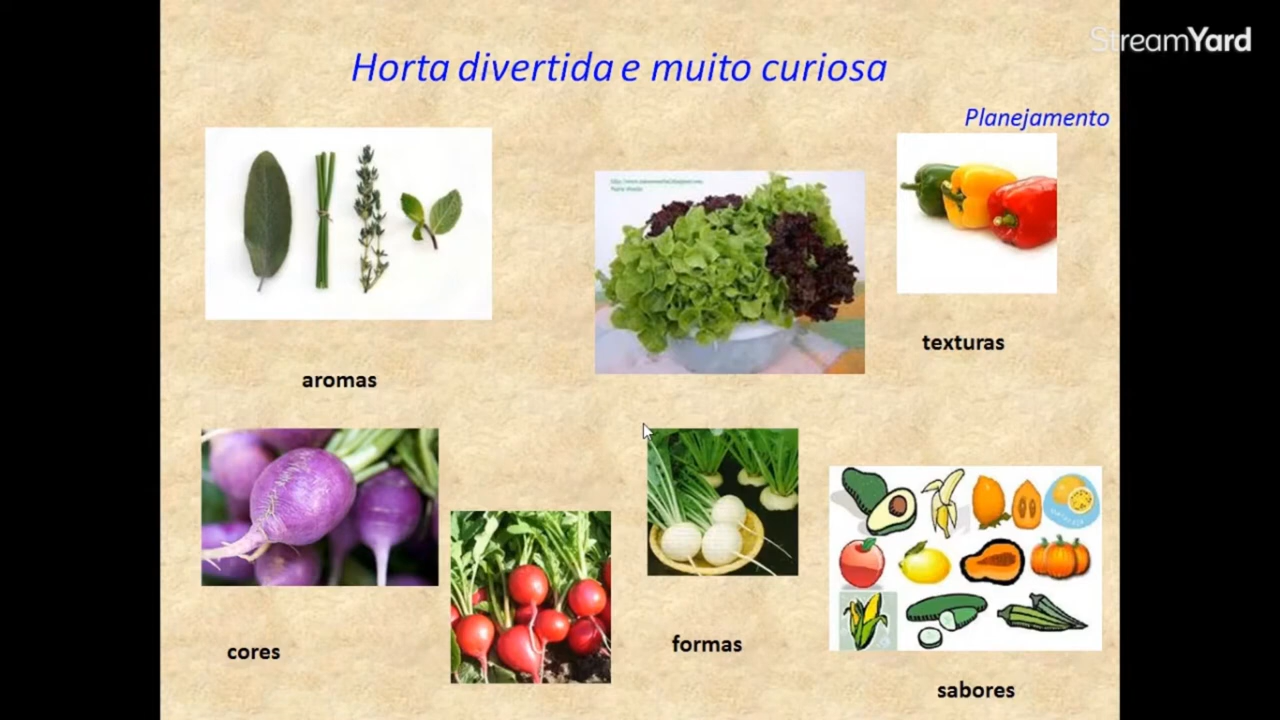 StreamYard
Horta divertida e muito curiosa
Planejamento
texturas
aromas
cores
formas
sabores